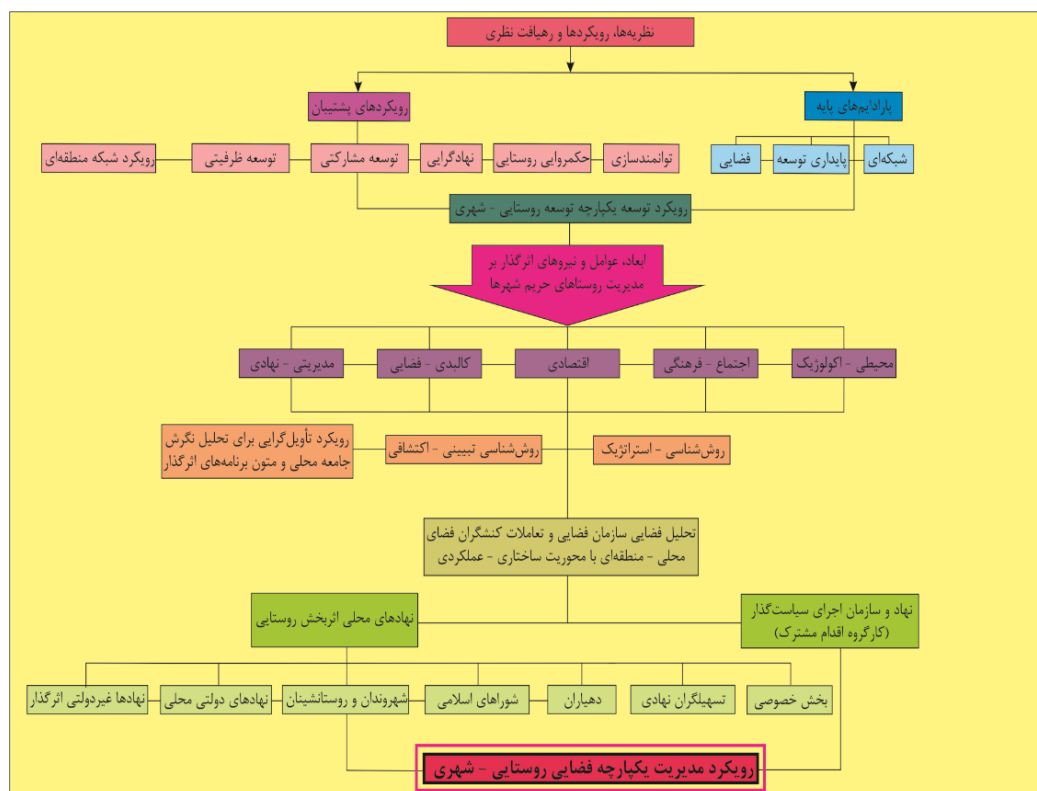 نظریه‌ها، رویکردها و رهیافت نظری
پارادایم‌های پایه
رویکردهای پشتیبان
شبکه‌ای
پایداری توسعه
فضایی
توانمندسازی
حکمروایی روستایی
نهادگرایی
توسعه مشارکتی
توسعه ظرفیتی
رویکرد شبکه منطقه‌ای
رویکرد توسعه یکپارچه توسعه روستایی - شهری
ابعاد، عوامل و نیروهای اثرگذار بر
مدیریت روستاهای حریم شهرها
محیطی - اکولوژیک
اجتماع - فرهنگی
اقتصادی
کالبدی - فضایی
مدیریتی - نهادی
روش‌شناسی - استراتژیک
روش‌شناسی تبیینی - اکتشافی
رویکرد تأویل‌گرایی برای تحلیل نگرش
جامعه محلی و متون برنامه‌های اثرگذار
تحلیل فضایی سازمان فضایی و تعاملات کنشگران فضای
محلی - منطقه‌ای با محوریت ساختاری - عملکردی
نهاد و سازمان اجرای سیاست‌گذار
(کارگروه اقدام مشترک)
نهادهای محلی اثربخش روستایی
بخش خصوصی
تسهیلگران نهادی
دهیاران
شوراهای اسلامی
شهروندان و روستانشینان
نهادهای دولتی محلی
نهادها غیردولتی اثرگذار
رویکرد مدیریت یکپارچه فضایی روستایی - شهری